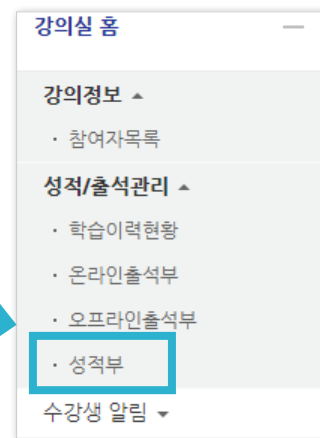 강의실 홈
강의정보 ▲
· 참여자목록
성적/출석관리 ▲
· 학습이력현황
· 온라인출석부
· 오프라인출석부
· 성적부
수강생 알림 ▼